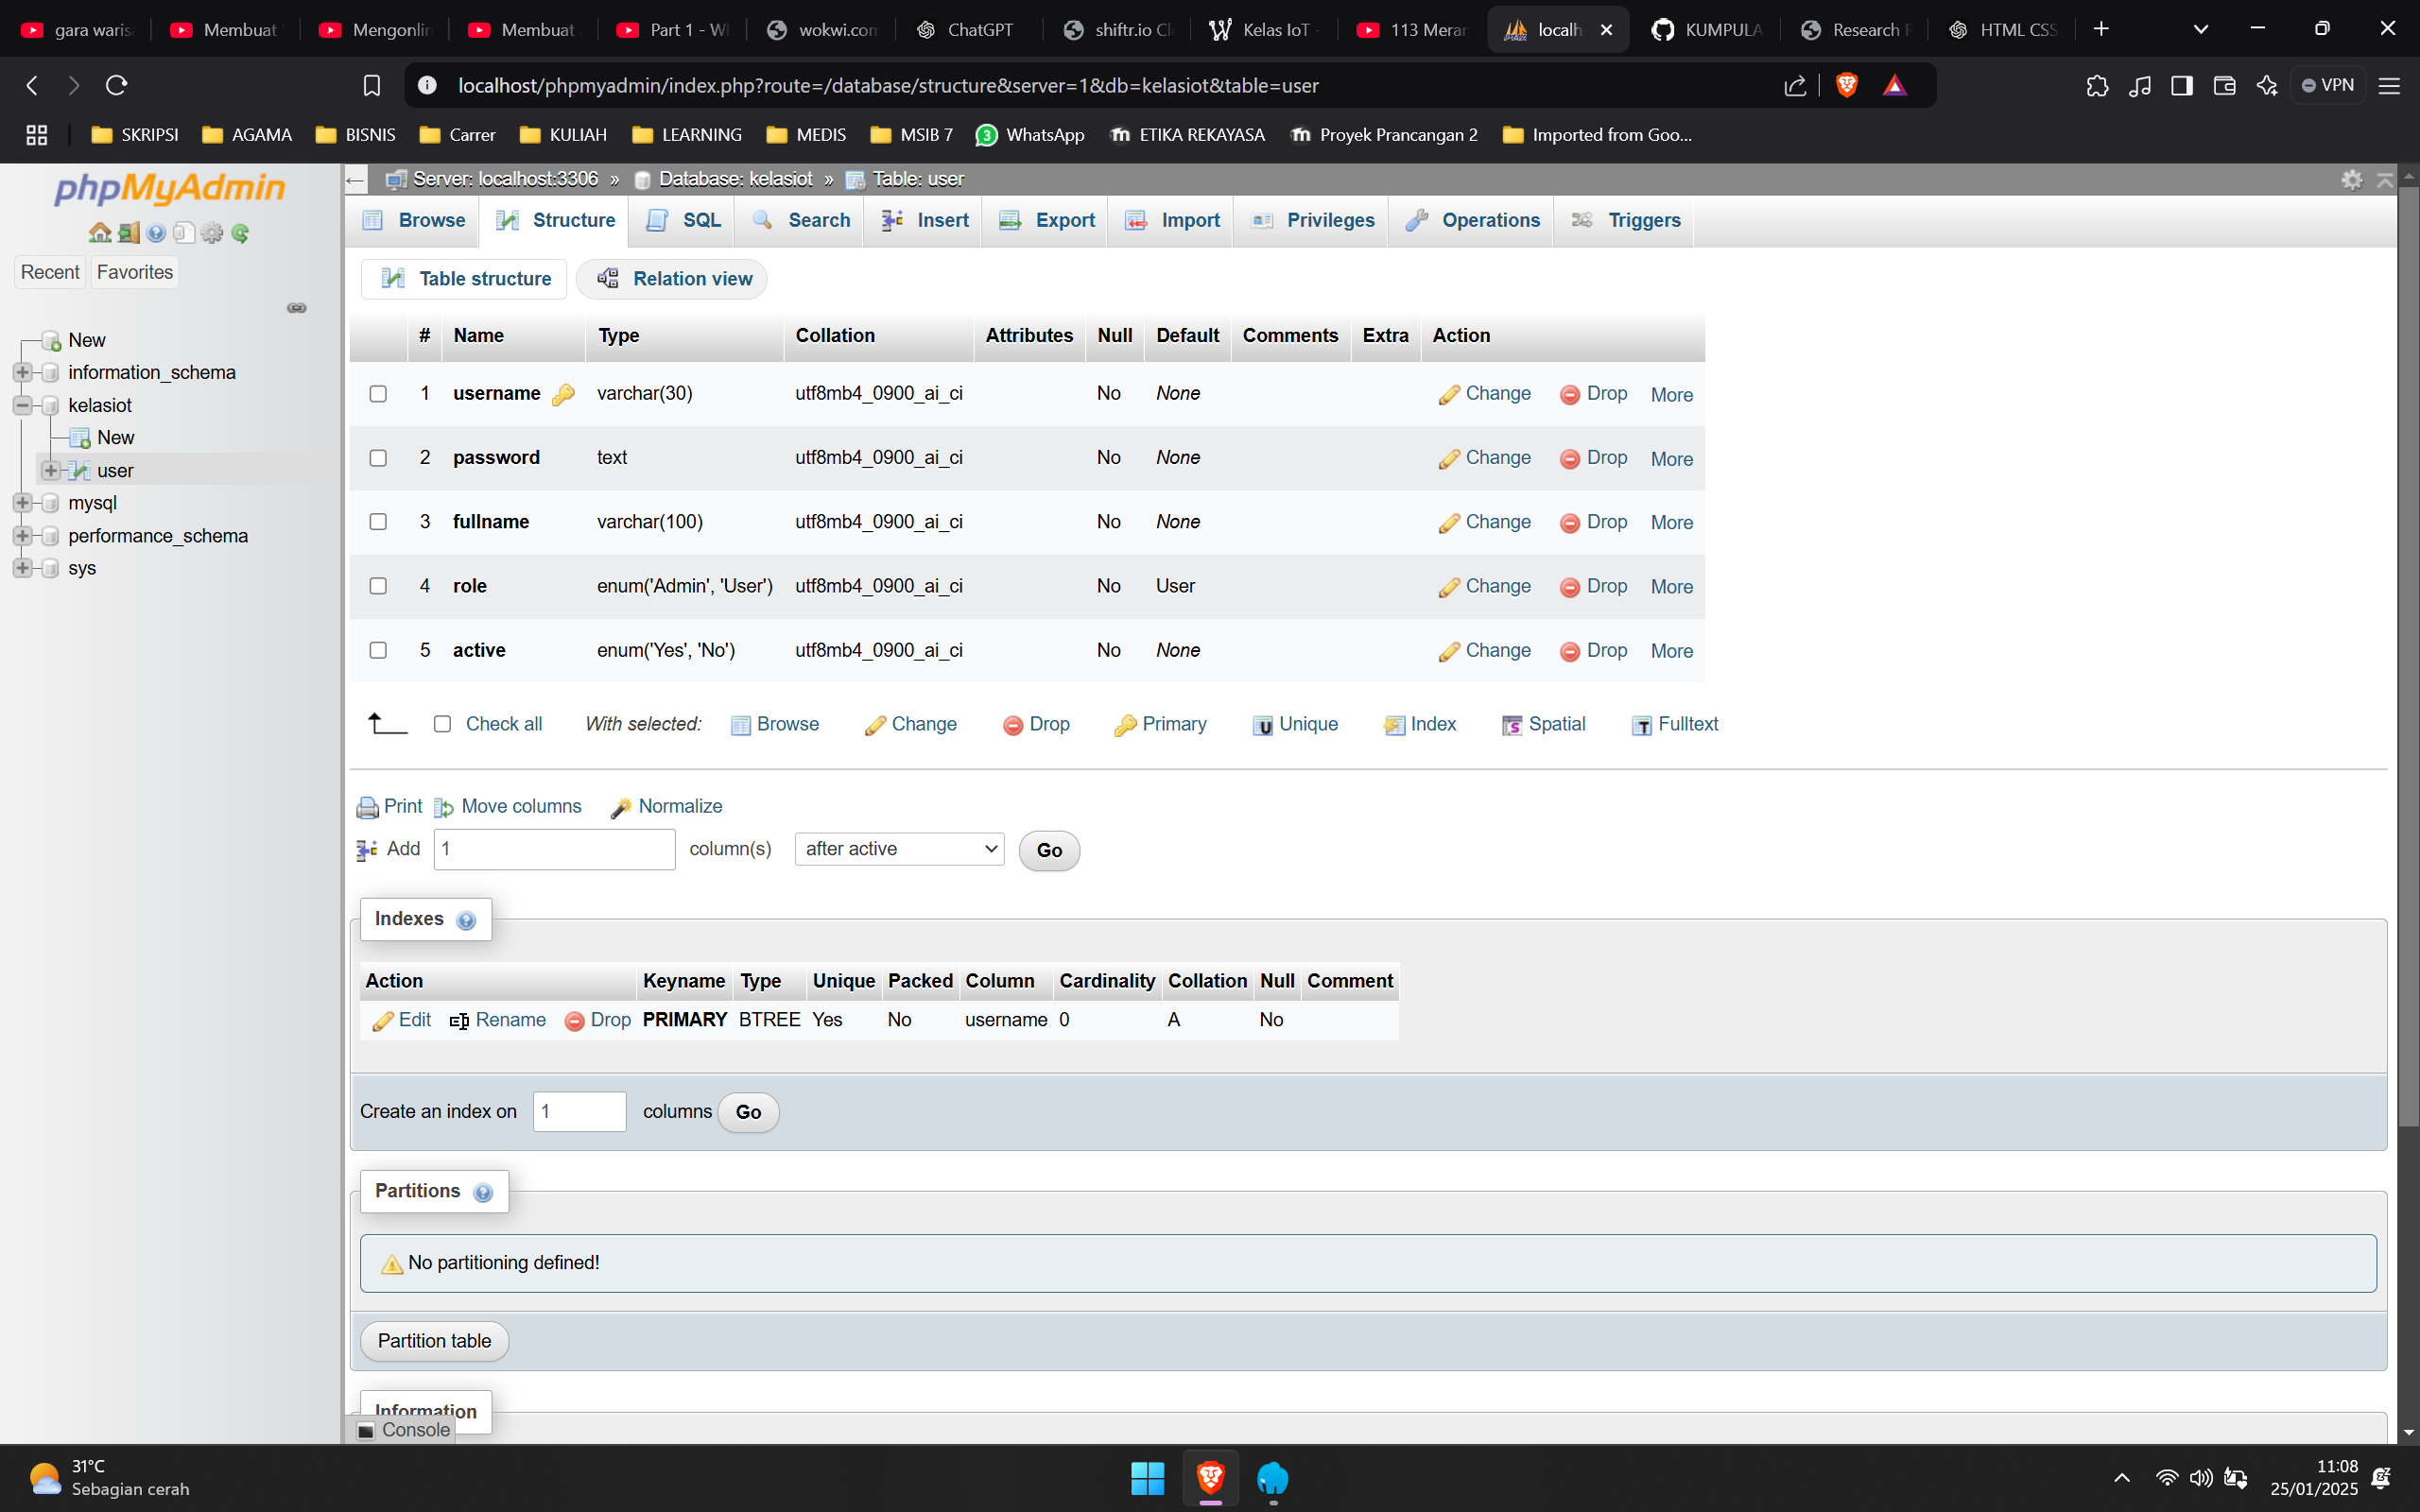 gara waris
Membuat
Mengonlin
Membuat
Part 1 - W
wokwi.com
ChatGPT
shiftr.io Cl
Kelas IoT -
113 Meran
localh
KUMPULA
Research
HTML CSS
localhost/phpmyadmin/index.php?route=/database/structure&server=1&db=kelasiot&table=user
VPN
SKRIPSI
AGAMA
BISNIS
Carrer
KULIAH
LEARNING
MEDIS
MSIB 7
3 WhatsApp
ETIKA REKAYASA
Proyek Prancangan 2
Imported from Goo...
phpMyAdmin
Recent Favorites
New
information_schema
kelasiot
New
user
mysql
performance_schema
sys
Server: localhost:3306 » Database: kelasiot » Table: user
Browse Structure SQL Search Insert Export Import Privileges Operations Triggers
Table structure Relation view
# Name Type Collation Attributes Null Default Comments Extra Action
1 username varchar(30) utf8mb4_0900_ai_ci No None Change Drop More
2 password text utf8mb4_0900_ai_ci No None Change Drop More
3 fullname varchar(100) utf8mb4_0900_ai_ci No None Change Drop More
4 role enum('Admin', 'User') utf8mb4_0900_ai_ci No User Change Drop More
5 active enum('Yes', 'No') utf8mb4_0900_ai_ci No None Change Drop More
Check all With selected: Browse Change Drop Primary Unique Index Spatial Fulltext
Print Move columns Normalize
Add 1 column(s) after active Go
Indexes
Action Keyname Type Unique Packed Column Cardinality Collation Null Comment
Edit Rename Drop PRIMARY BTREE Yes No username 0 A No
Create an index on 1 columns Go
Partitions
No partitioning defined!
Partition table
Information
Console
31°C
Sebagian cerah
11:08
25/01/2025